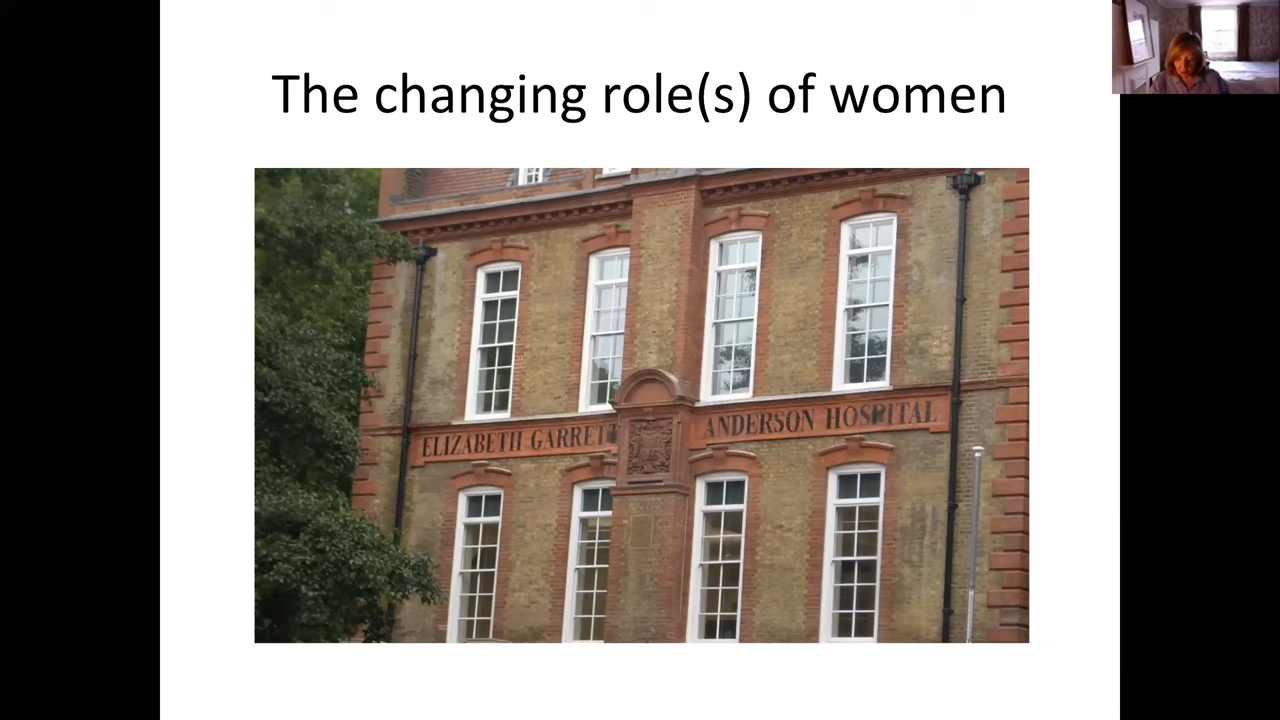 The changing role(s) of women
ELIZABETH GARRETT ANDERSON HOSPITAL